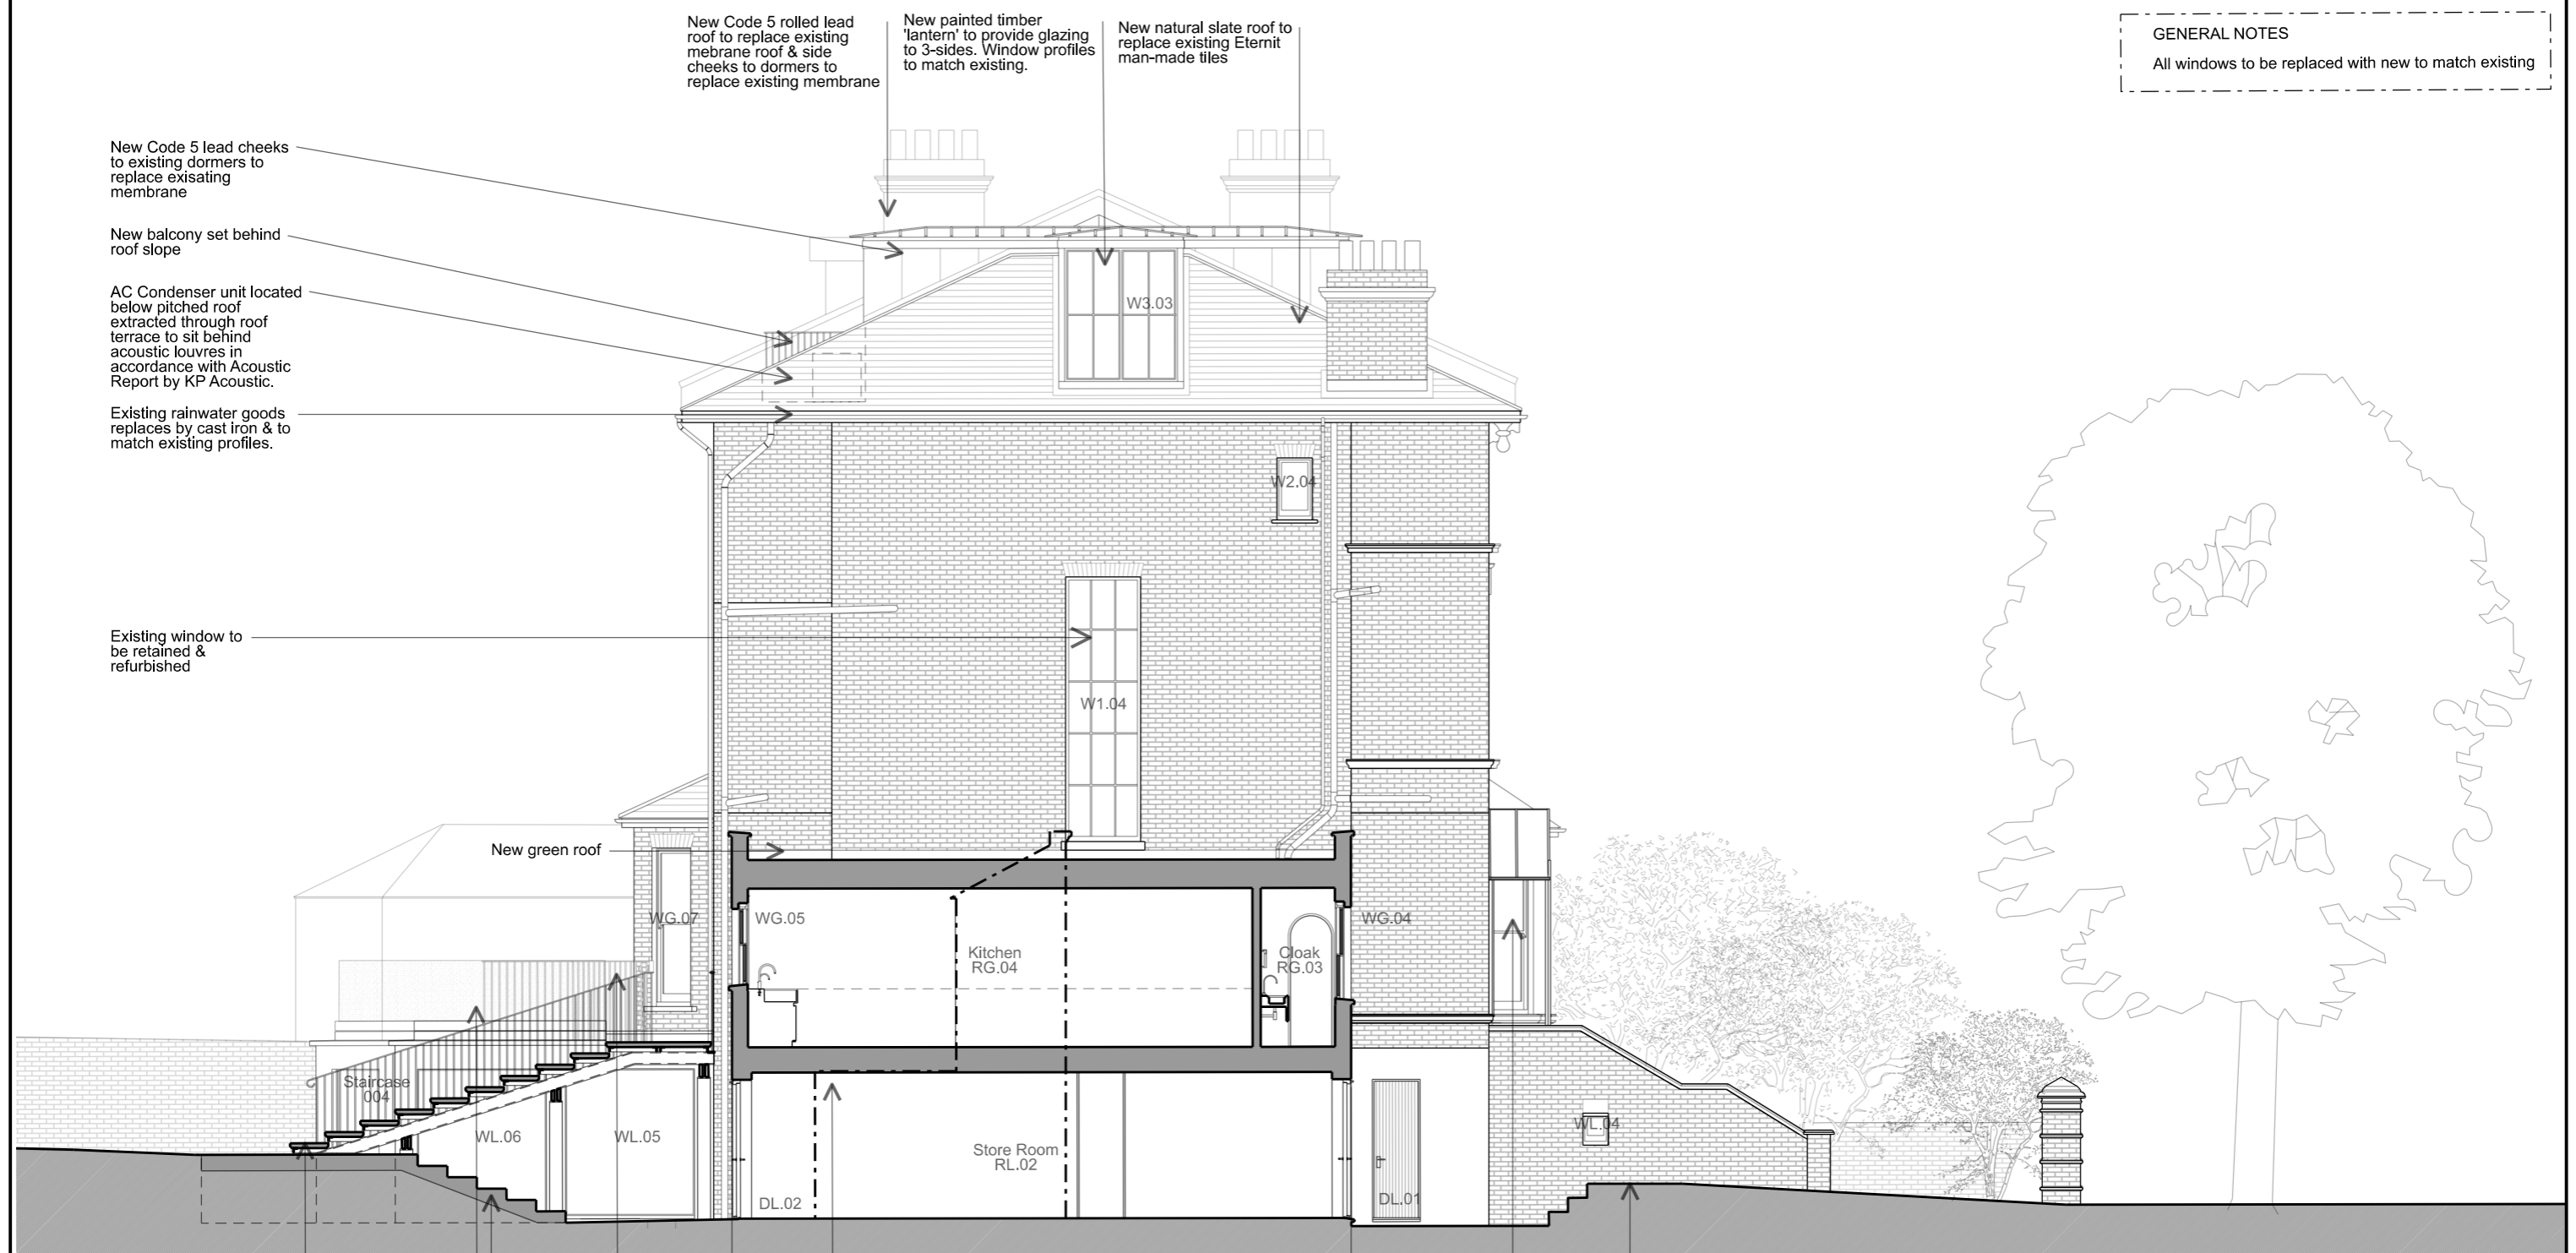 New Code 5 rolled lead
roof to replace existing
mebrane roof & side
cheeks to dormers to
replace existing membrane
New painted timber
'lantern' to provide glazing
to 3-sides. Window profiles
to match existing.
New natural slate roof to
replace existing Eternit
man-made tiles
GENERAL NOTES
All windows to be replaced with new to match existing
New Code 5 lead cheeks
to existing dormers to
replace exisating
membrane
New balcony set behind
roof slope
AC Condenser unit located
below pitched roof
extracted through roof
terrace to sit behind
acoustic louvres in
accordance with Acoustic
Report by KP Acoustic.
Existing rainwater goods
replaces by cast iron & to
match existing profiles.
Existing window to
be retained &
refurbished
New green roof
W3.03
W2.04
W1.04
WG.07
WG.05
Kitchen
RG.04
Cloak
RG.03
WG.04
Staircase
004
WL.06
WL.05
Store Room
RL.02
DL.02
DL.01
WL.04